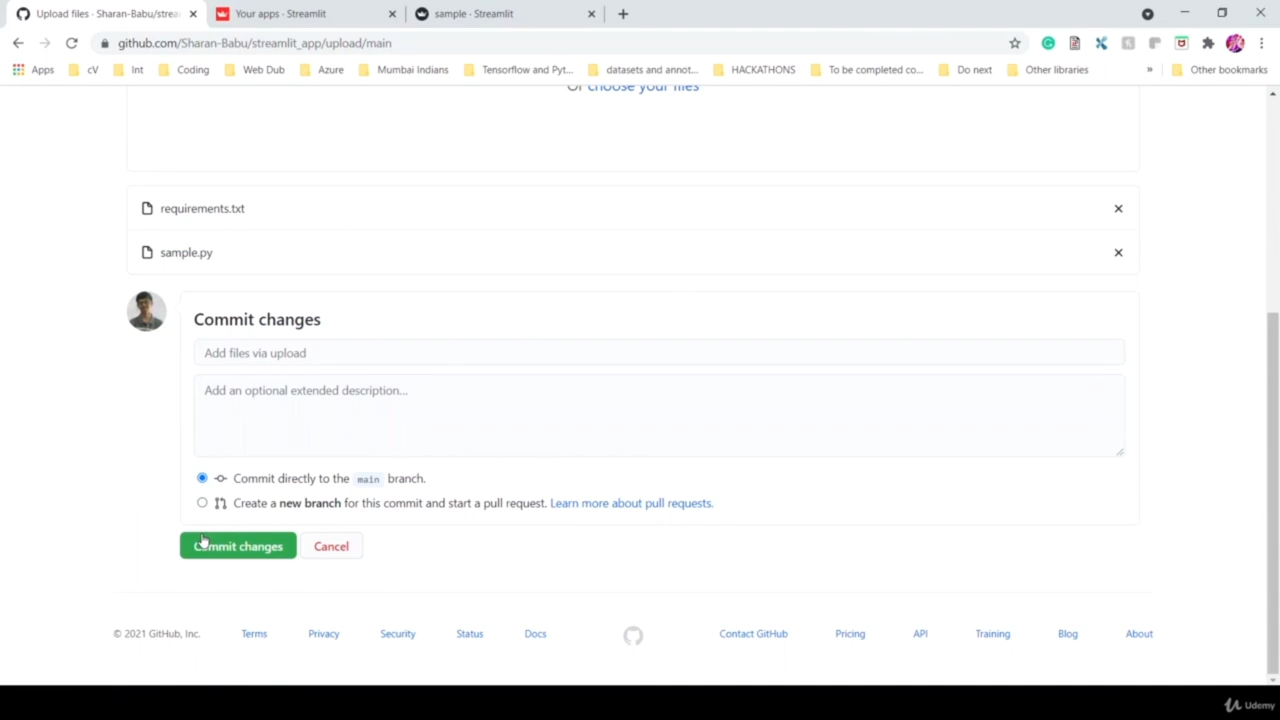 Upload files · Sharan-Babu/strea
Your apps · Streamlit
sample · Streamlit
github.com/Sharan-Babu/streamlit_app/upload/main
Apps
cV
Int
Coding
Web Dub
Azure
Mumbai Indians
Tensorflow and Pyt...
datasets and annot...
HACKATHONS
To be completed co...
Do next
Other libraries
»
Other bookmarks
Or choose your files
requirements.txt
sample.py
Commit changes
Add files via upload
Add an optional extended description...
Commit directly to the main branch.
Create a new branch for this commit and start a pull request. Learn more about pull requests.
Commit changes
Cancel
© 2021 GitHub, Inc.
Terms
Privacy
Security
Status
Docs
Contact GitHub
Pricing
API
Training
Blog
About
Udemy